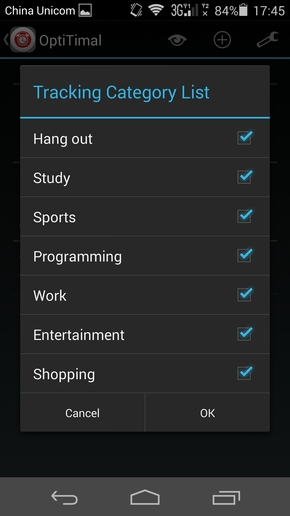 China Unicom 3G 84% 17:45
OptiTimal
Tracking Category List
Hang out
Study
Sports
Programming
Work
Entertainment
Shopping
Cancel OK